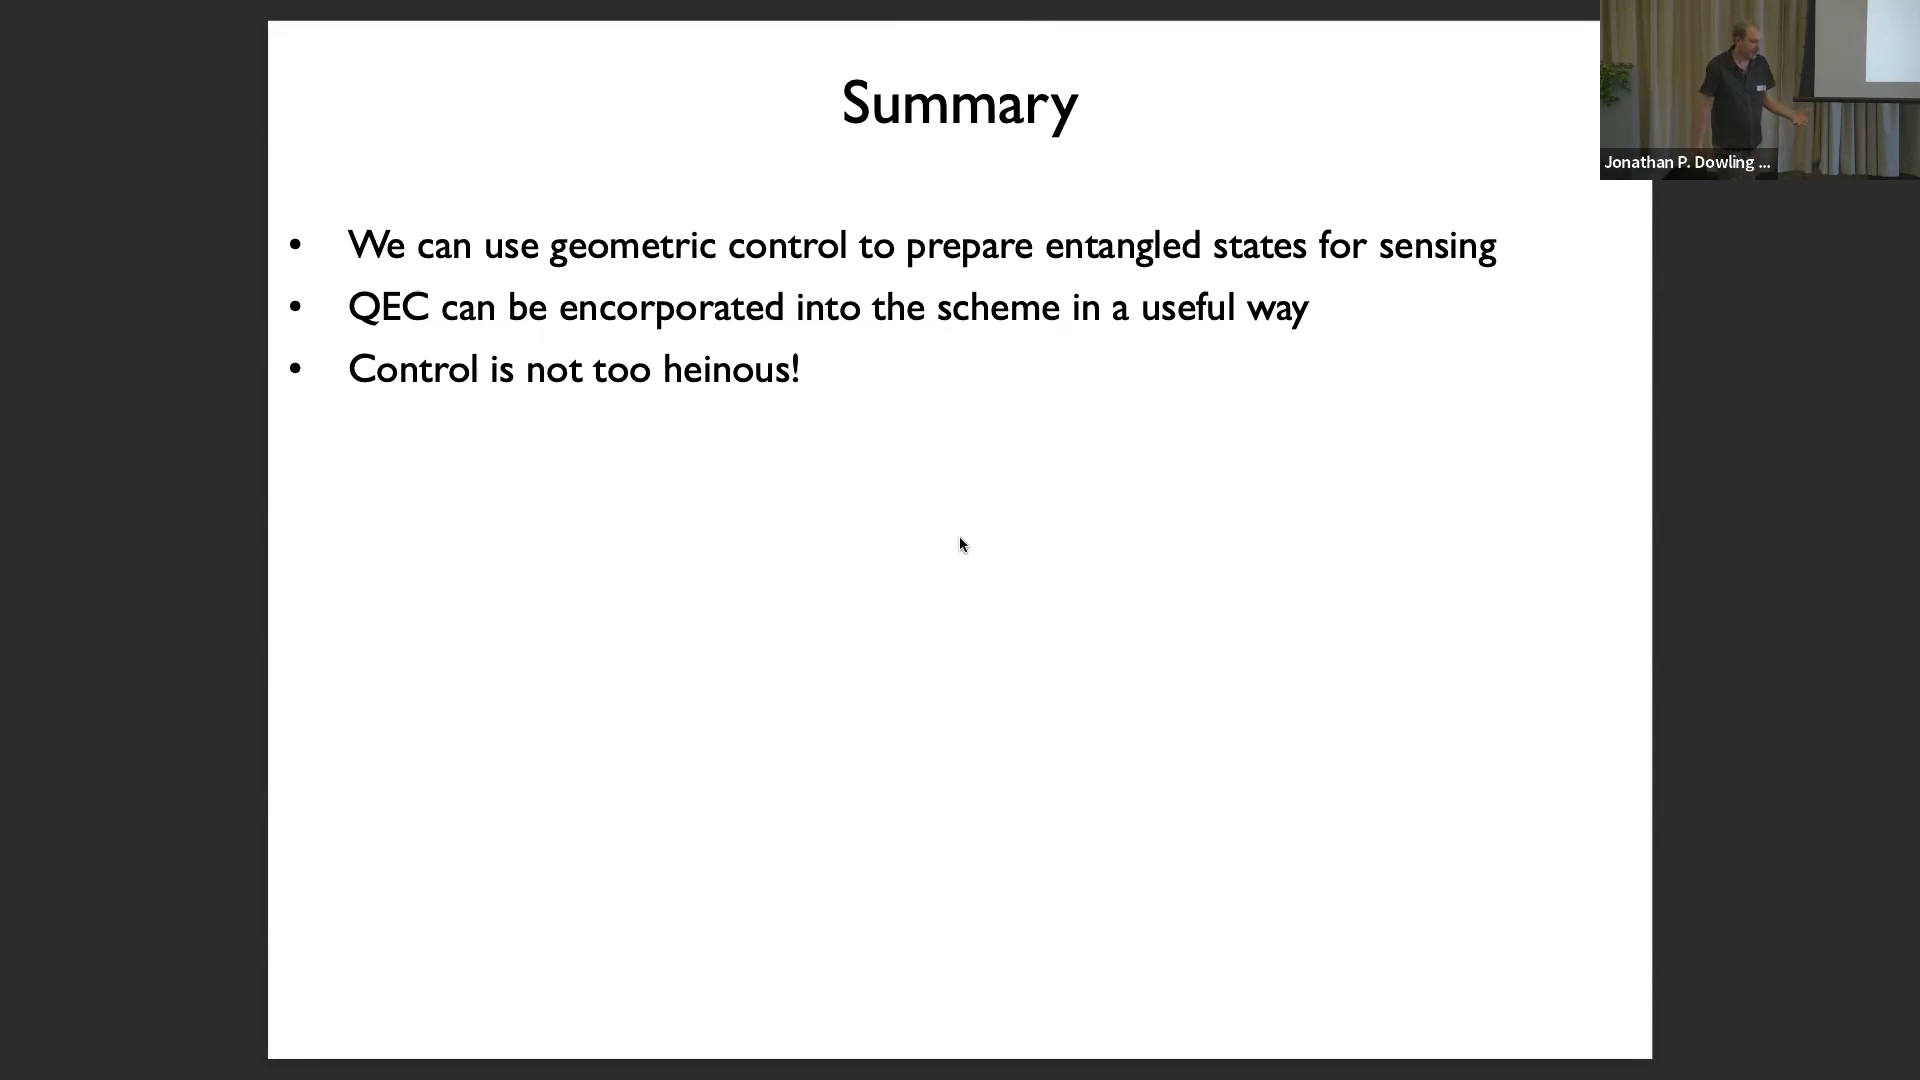 Summary
• We can use geometric control to prepare entangled states for sensing
• QEC can be encorporated into the scheme in a useful way
• Control is not too heinous!
Jonathan P. Dowling ...